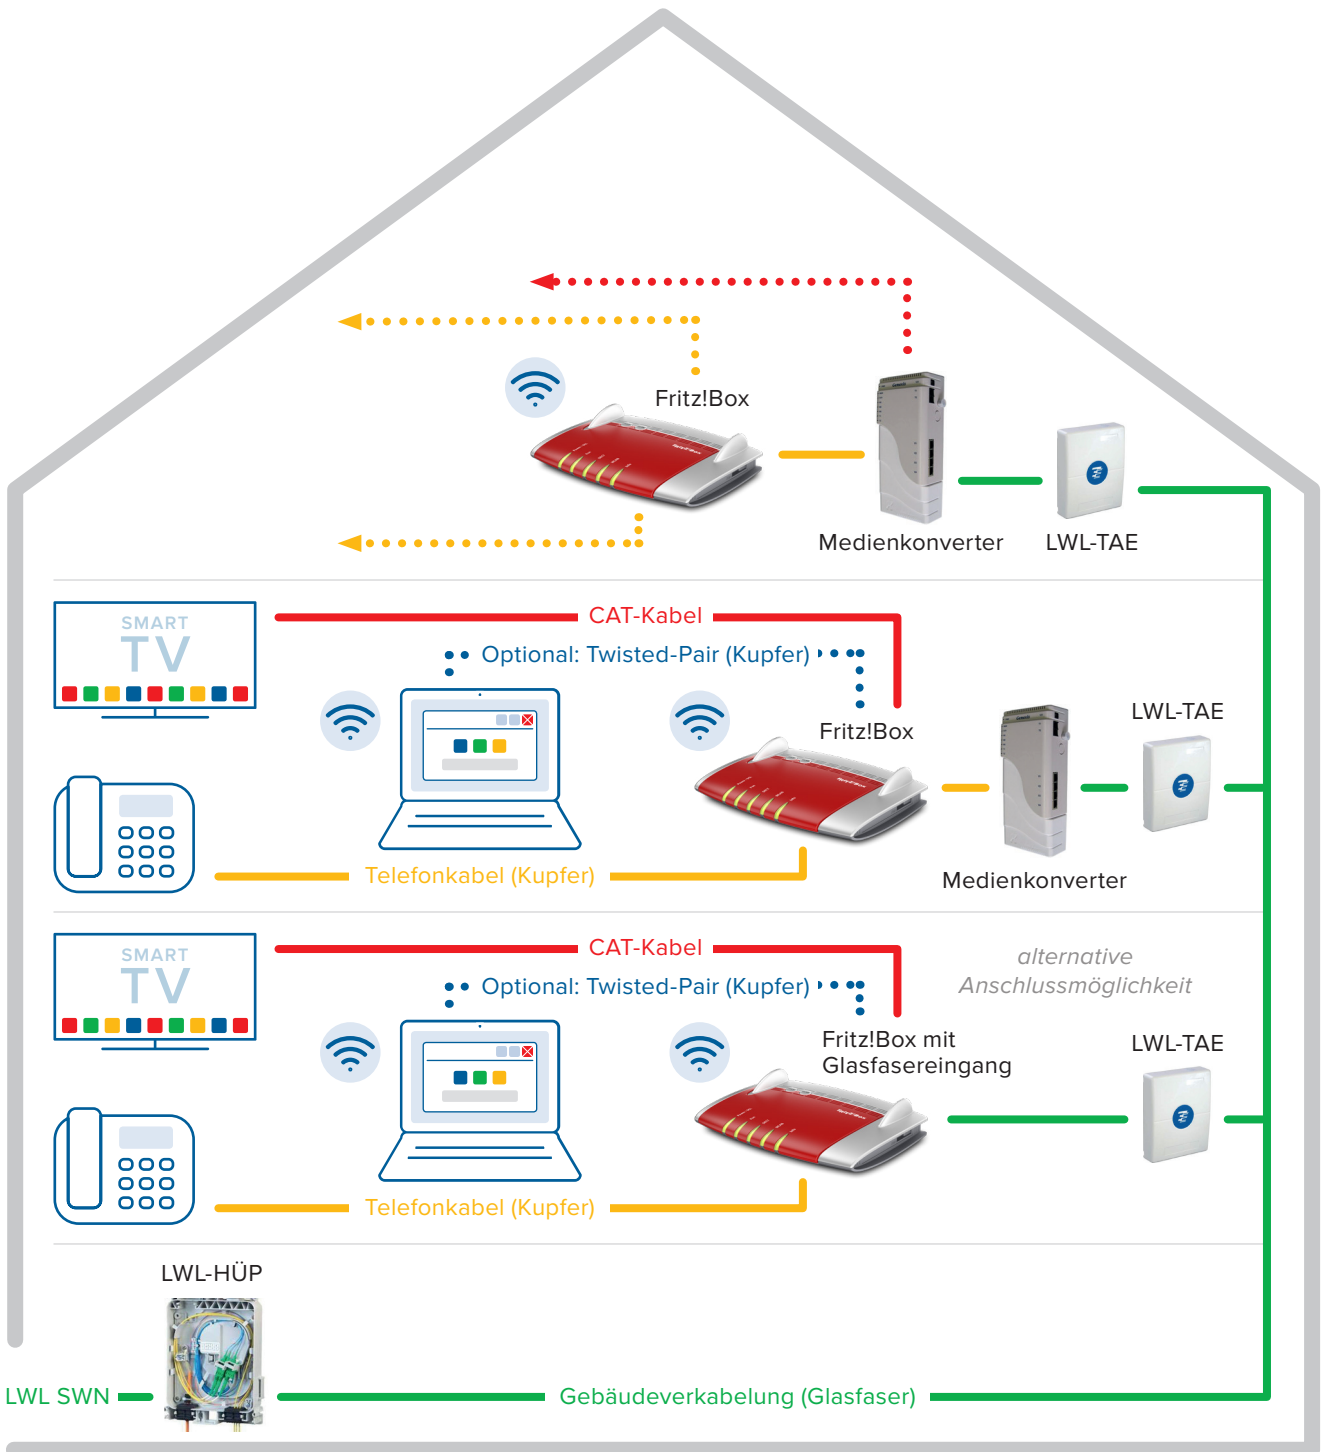 Fritz!Box
Medienkonverter
LWL-TAE
SMART
TV
CAT-Kabel
Optional: Twisted-Pair (Kupfer)
Fritz!Box
LWL-TAE
Telefonkabel (Kupfer)
Medienkonverter
SMART
TV
CAT-Kabel
Optional: Twisted-Pair (Kupfer)
alternative
Anschlussmöglichkeit
Fritz!Box mit
Glasfasereingang
LWL-TAE
Telefonkabel (Kupfer)
LWL-HÜP
LWL SWN
Gebäudeverkabelung (Glasfaser)